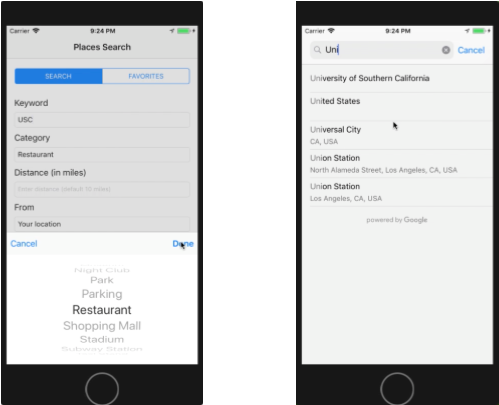 Carrier 9:24 PM
Places Search
SEARCH FAVORITES
Keyword
USC
Category
Restaurant
Distance (in miles)
Enter distance (default 10 miles)
From
Your location
Cancel Done
Night Club
Park
Parking
Restaurant
Shopping Mall
Stadium
Subway Station
Carrier 9:24 PM
Uni Cancel
University of Southern California
United States
Universal City
CA, USA
Union Station
North Alameda Street, Los Angeles, CA, USA
Union Station
Los Angeles, CA, USA
powered by Google